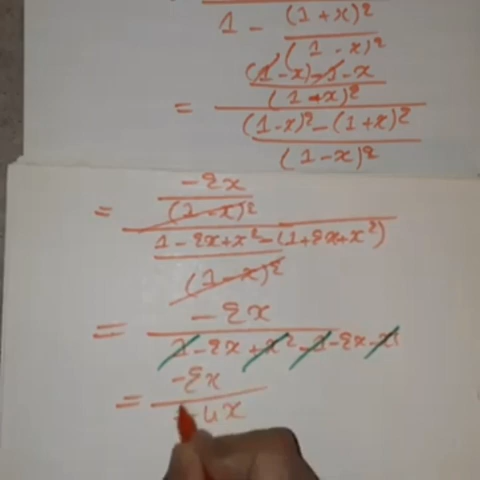 1 - (1+x)²
(1-x)²
(1-x)-1-x
(1-x)²
=
(1-x)²-(1+x)²
(1-x)²
-2x
(1-x)²
=
1-2x+x²-(1+2x+x²)
(1-x)²
-2x
=
1-2x+x²-1-2x-x²
-2x
=
-4x